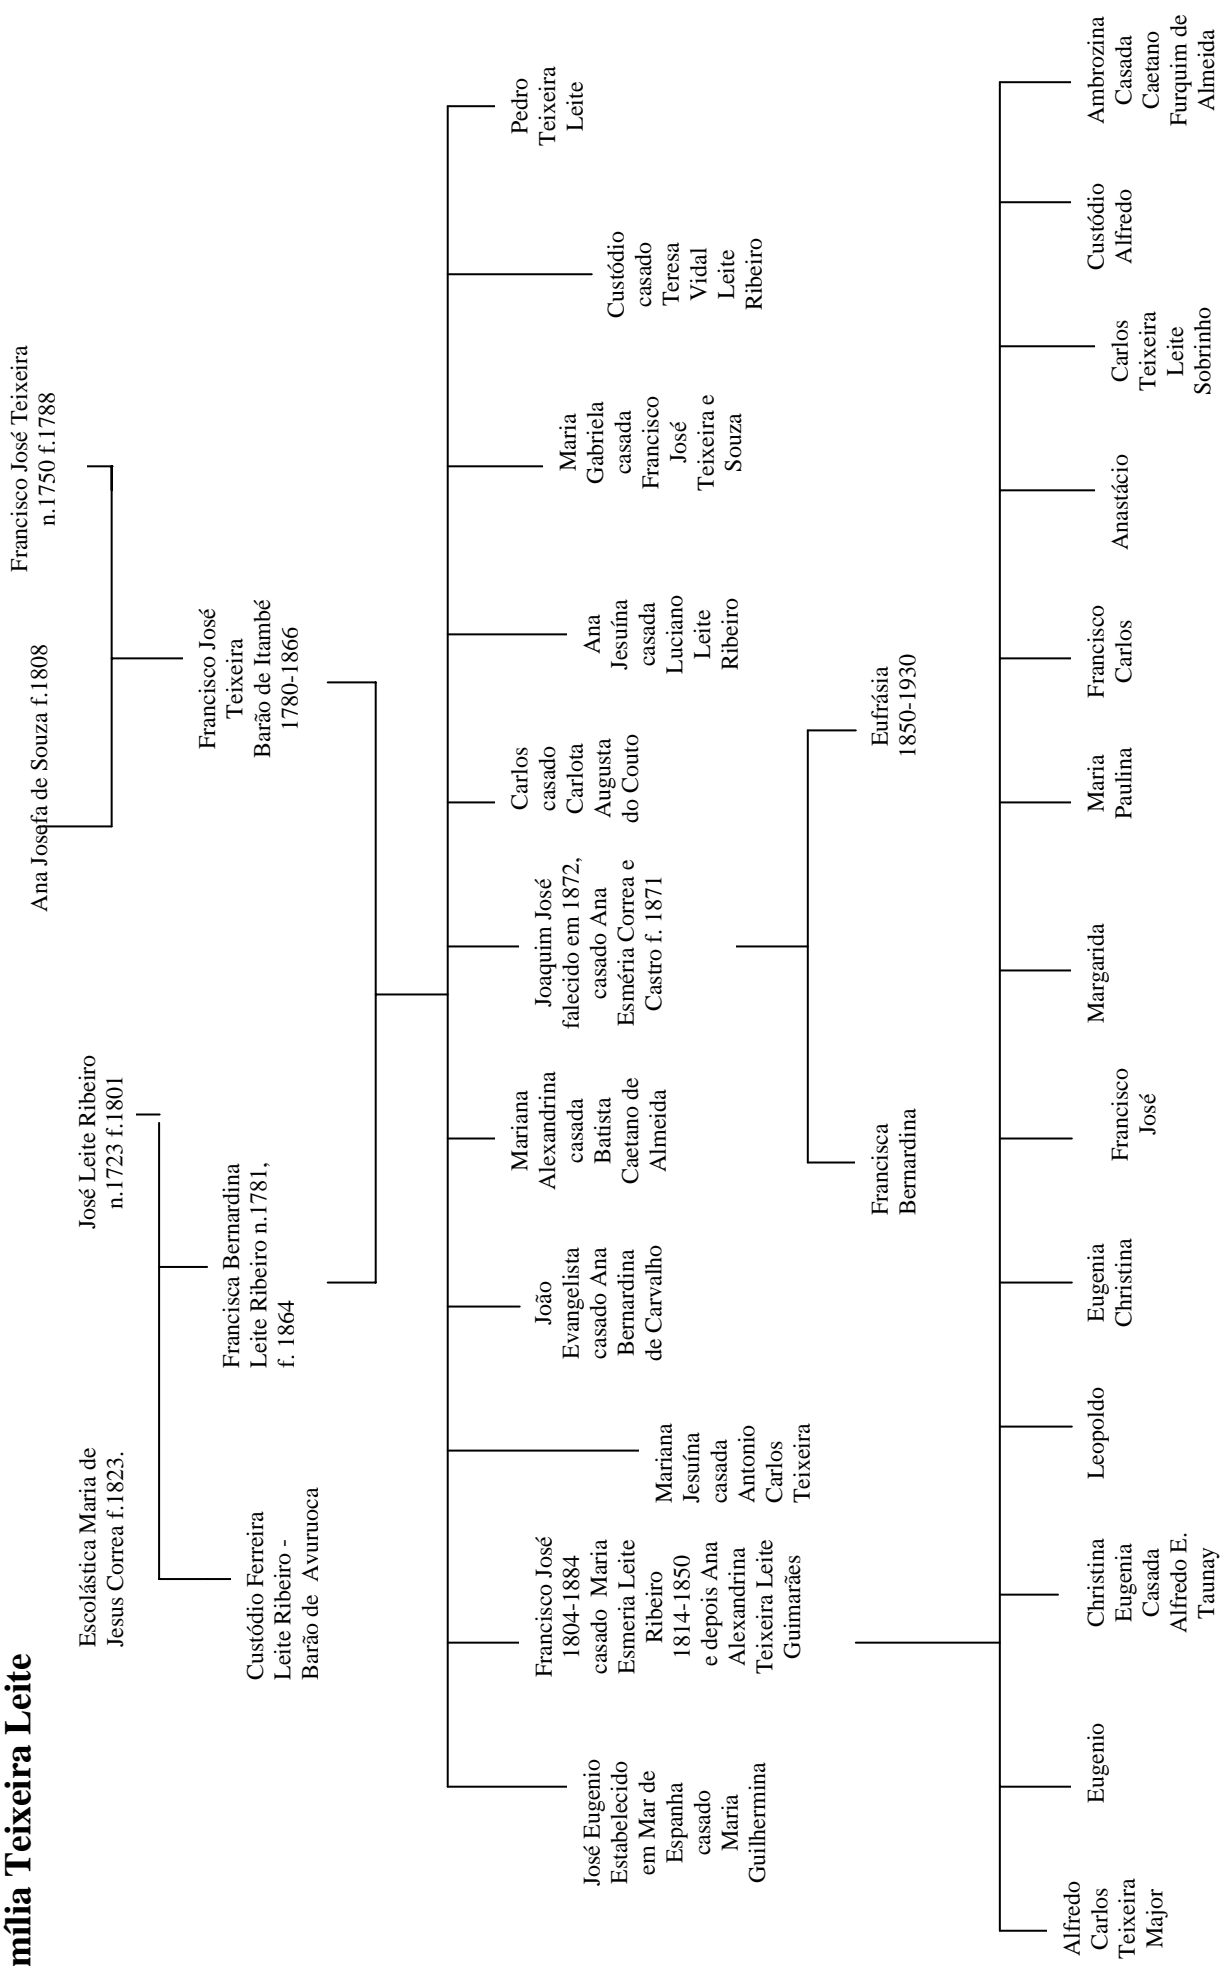 mília Teixeira Leite
Escolástica Maria de
Jesus Correa f.1823.
José Leite Ribeiro
n.1723 f.1801
Ana Josefa de Souza f.1808
Francisco José Teixeira
n.1750 f.1788
Custódio Ferreira
Leite Ribeiro -
Barão de Avuruoca
Francisca Bernardina
Leite Ribeiro n.1781,
f. 1864
Francisco José
Teixeira
Barão de Itambé
1780-1866
José Eugenio
Estabelecido
em Mar de
Espanha
casado
Maria
Guilhermina
Francisco José
1804-1884
casado Maria
Esmeria Leite
Ribeiro
1814-1850
e depois Ana
Alexandrina
Teixeira Leite
Guimarães
Mariana
Jesuína
casada
Antonio
Carlos
Teixeira
João
Evangelista
casado Ana
Bernardina
de Carvalho
Mariana
Alexandrina
casada
Batista
Caetano de
Almeida
Joaquim José
falecido em 1872,
casado Ana
Esméria Correa e
Castro f. 1871
Carlos
casado
Carlota
Augusta
do Couto
Ana
Jesuína
casada
Luciano
Leite
Ribeiro
Maria
Gabriela
casada
Francisco
José
Teixeira e
Souza
Custódio
casado
Teresa
Vidal
Leite
Ribeiro
Pedro
Teixeira
Leite
Francisca
Bernardina
Eufrásia
1850-1930
Alfredo
Carlos
Teixeira
Major
Eugenio
Christina
Eugenia
Casada
Alfredo E.
Taunay
Leopoldo
Eugenia
Christina
Francisco
José
Margarida
Maria
Paulina
Francisco
Carlos
Anastácio
Carlos
Teixeira
Leite
Sobrinho
Custódio
Alfredo
Ambrozina
Casada
Caetano
Furquim de
Almeida